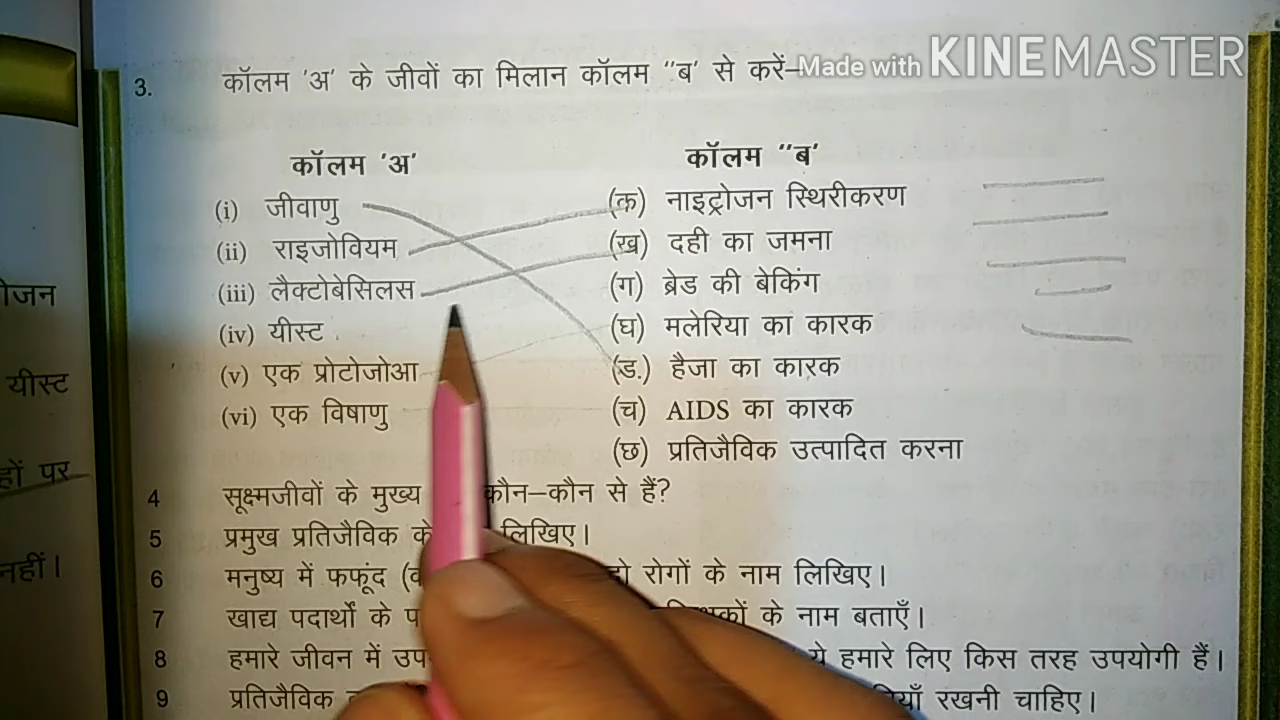 Made with KINEMASTER
3. कॉलम 'अ' के जीवों का मिलान कॉलम "ब' से करें–
कॉलम 'अ' कॉलम "ब'
(i) जीवाणु (क) नाइट्रोजन स्थिरीकरण
(ii) राइजोवियम (ख) दही का जमना
(iii) लैक्टोबेसिलस (ग) ब्रेड की बेकिंग
(iv) यीस्ट (घ) मलेरिया का कारक
(v) एक प्रोटोजोआ (ड.) हैजा का कारक
(vi) एक विषाणु (च) AIDS का कारक
(छ) प्रतिजैविक उत्पादित करना
4 सूक्ष्मजीवों के मुख्य कौन–कौन से हैं?
5 प्रमुख प्रतिजैविक के लिखिए।
6 मनुष्य में फफूंद दो रोगों के नाम लिखिए।
7 खाद्य पदार्थों के के नाम बताएँ।
8 हमारे जीवन में ये हमारे लिए किस तरह उपयोगी हैं।
9 प्रतिजैविक रखनी चाहिए।
यीस्ट
पर
नहीं।